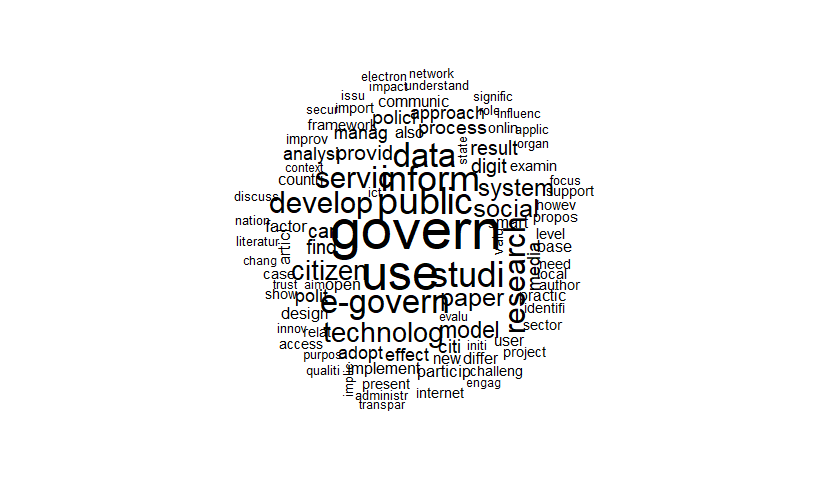 electron
network
impact
understand
issu
communic
signific
secur
import
approach
role
influenc
framework
polici
process
onlin
applic
manag
also
improv
state
organ
analysi
provid
data
result
context
digit
examin
countri
servic
inform
system
focus
support
ict
discuss
develop
public
social
howev
nation
factor
can
govern
smart
propos
literatur
articl
find
valu
research
media
level
base
chang
citizen
use
studi
need
local
case
trust
aim
open
author
show
polit
e-govern
paper
practic
identifi
design
evalu
innov
relat
technolog
model
sector
access
citi
initi
user
purpos
adopt
effect
new
differ
project
qualiti
implement
particip
challeng
present
engag
administr
internet
transpar